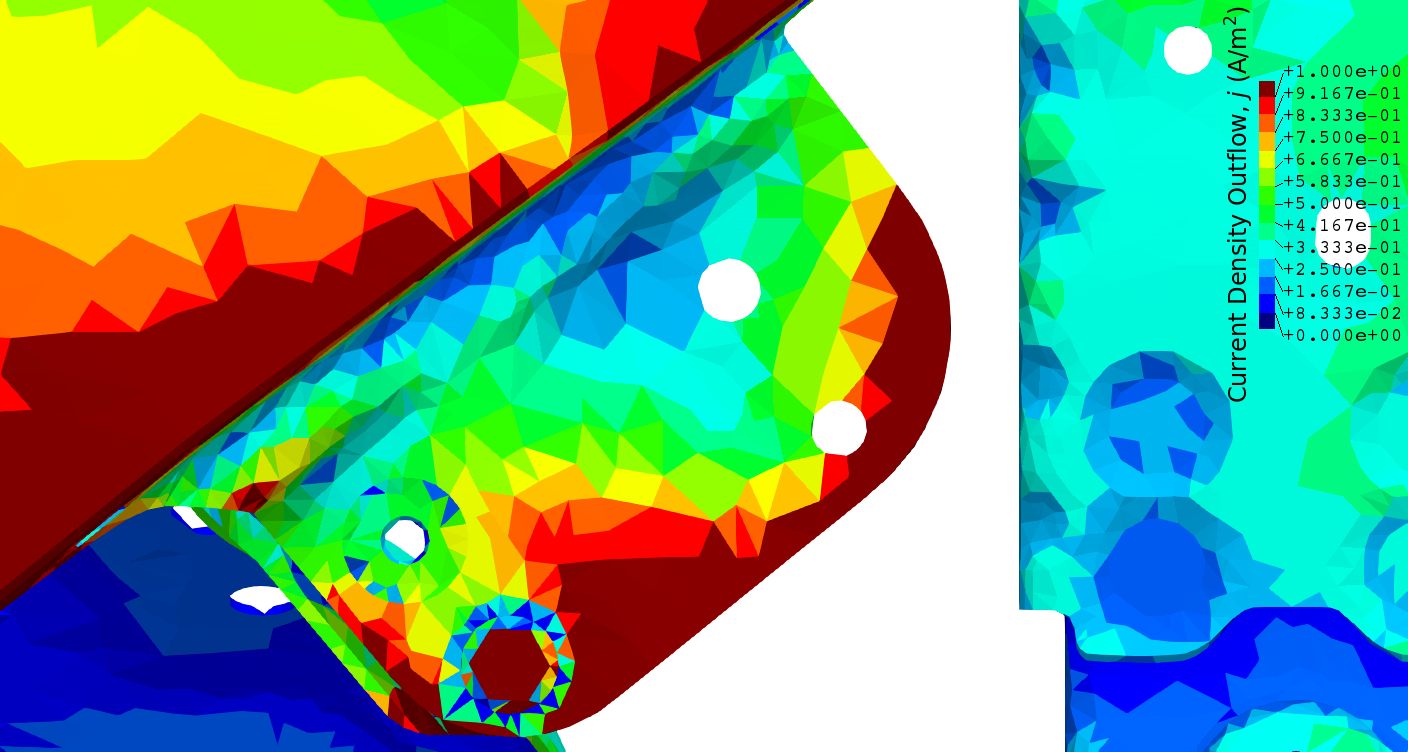 Current Density Outflow, j (A/m²)
+1.000e+00
+9.167e-01
+8.333e-01
+7.500e-01
+6.667e-01
+5.833e-01
+5.000e-01
+4.167e-01
+3.333e-01
+2.500e-01
+1.667e-01
+8.333e-02
+0.000e+00